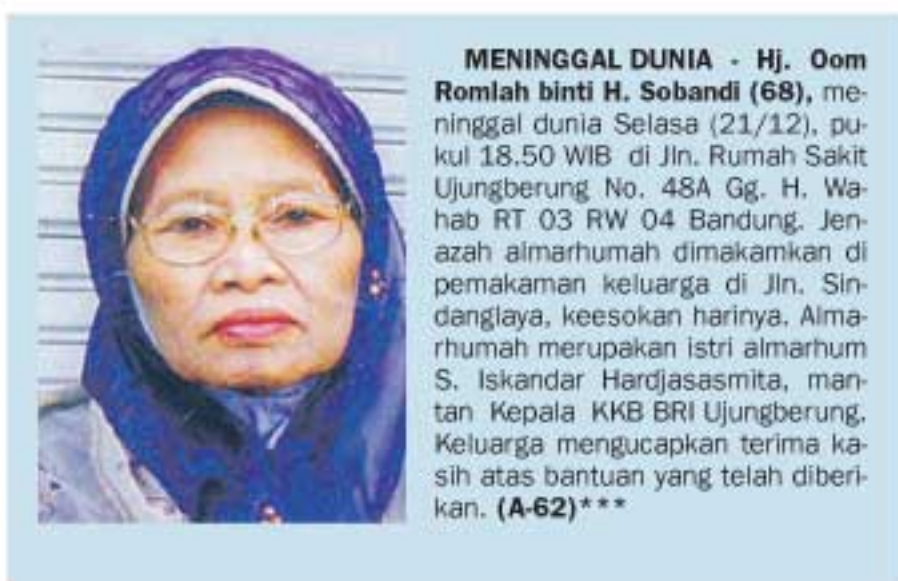 MENINGGAL DUNIA - Hj. Oom
Romlah binti H. Sobandi (68), me-
ninggal dunia Selasa (21/12), pu-
kul 18.50 WIB di Jln. Rumah Sakit
Ujungberung No. 48A Gg. H. Wa-
hab RT 03 RW 04 Bandung. Jen-
azah almarhumah dimakamkan di
pemakaman keluarga di Jln. Sin-
danglaya, keesokan harinya. Alma-
rhumah merupakan istri almarhum
S. Iskandar Hardjasasmita, man-
tan Kepala KKB BRI Ujungberung.
Keluarga mengucapkan terima ka-
sih atas bantuan yang telah diberi-
kan. (A-62)***